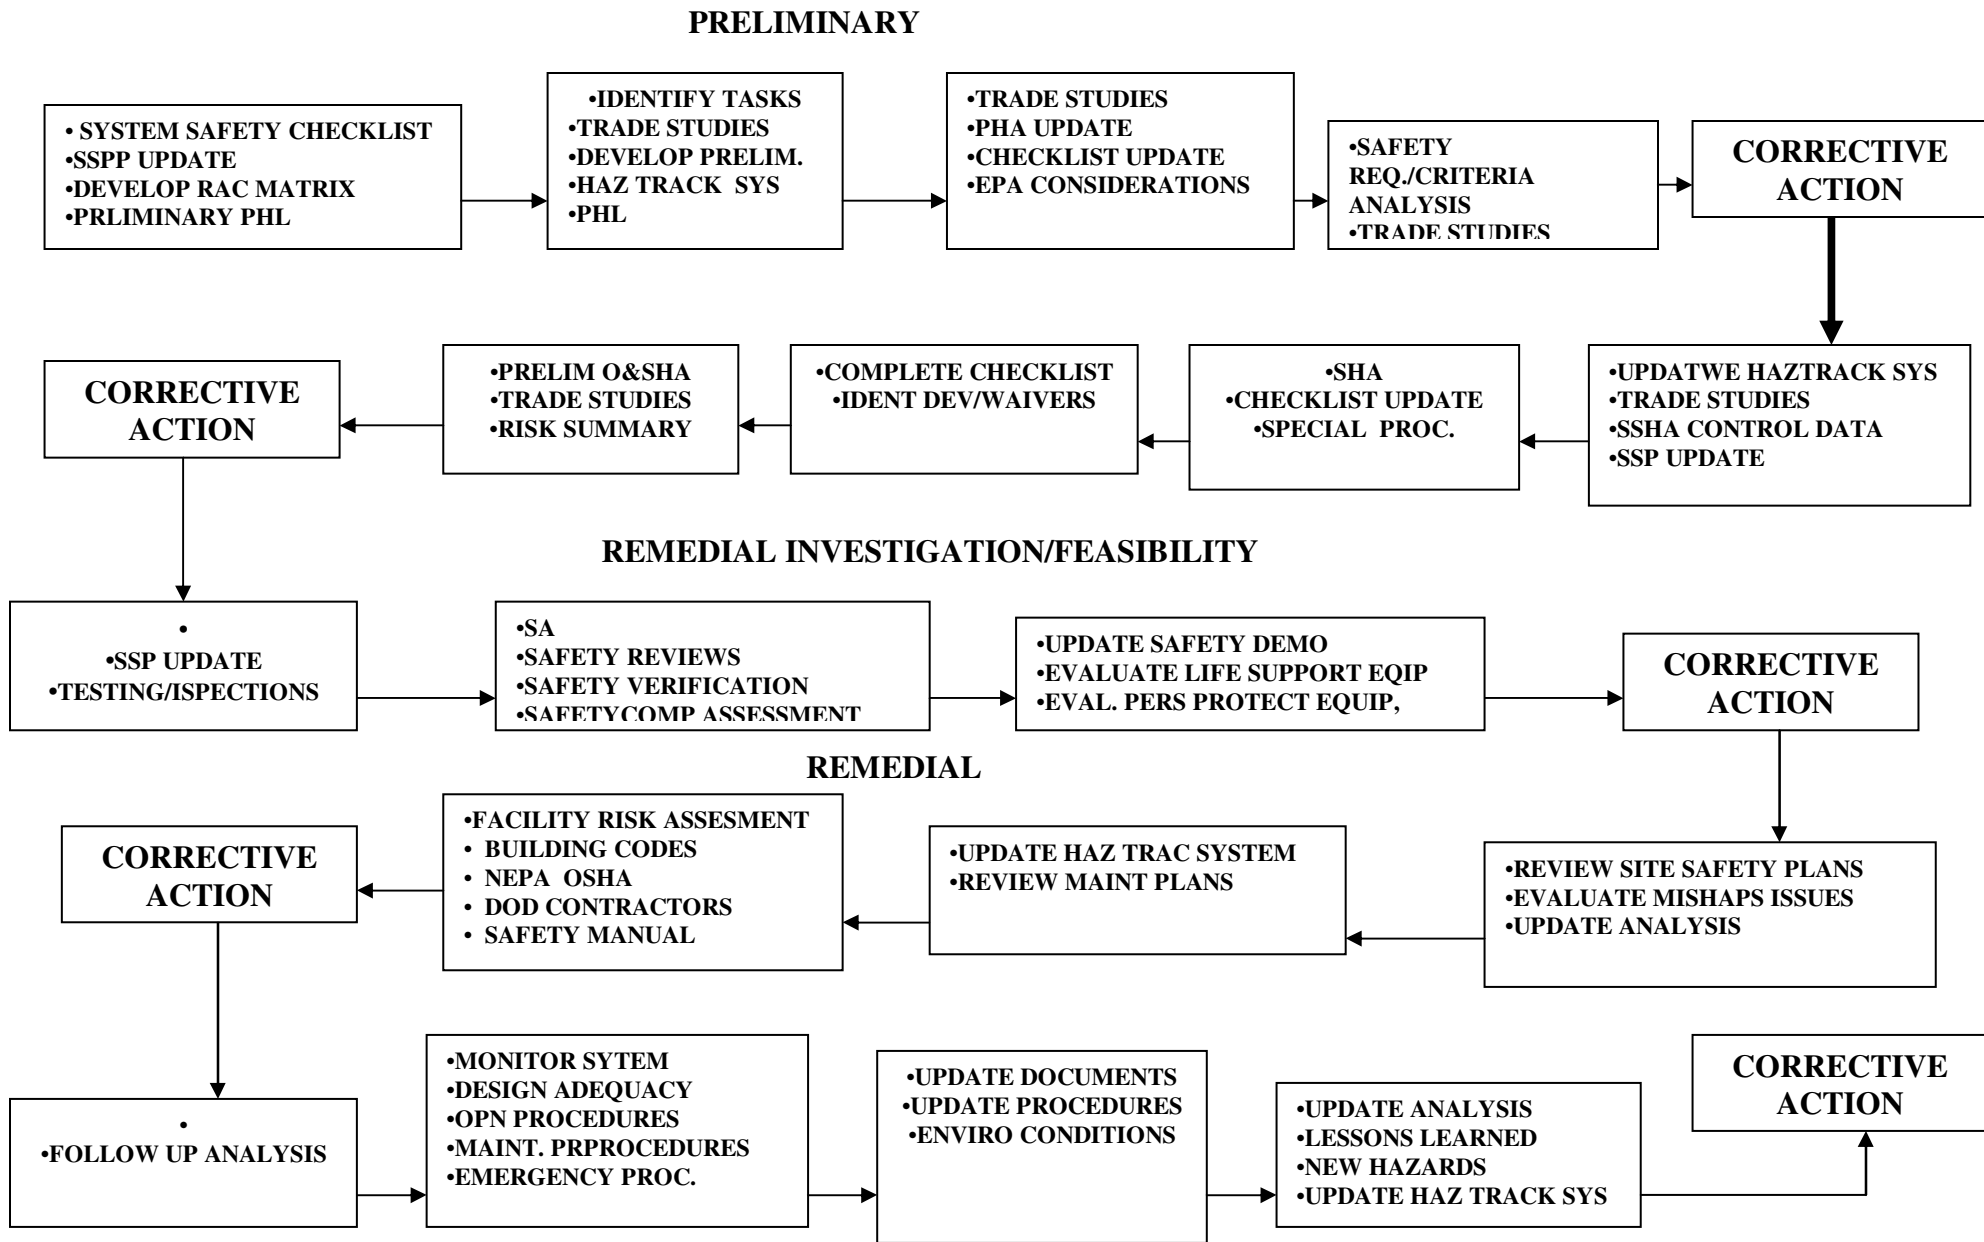 PRELIMINARY
• SYSTEM SAFETY CHECKLIST
•SSPP UPDATE
•DEVELOP RAC MATRIX
•PRLIMINARY PHL
•IDENTIFY TASKS
•TRADE STUDIES
•DEVELOP PRELIM.
•HAZ TRACK SYS
•PHL
•TRADE STUDIES
•PHA UPDATE
•CHECKLIST UPDATE
•EPA CONSIDERATIONS
•SAFETY
REQ./CRITERIA
ANALYSIS
•TRADE STUDIES
CORRECTIVE
ACTION
CORRECTIVE
ACTION
•PRELIM O&SHA
•TRADE STUDIES
•RISK SUMMARY
•COMPLETE CHECKLIST
•IDENT DEV/WAIVERS
•SHA
•CHECKLIST UPDATE
•SPECIAL PROC.
•UPDATWE HAZTRACK SYS
•TRADE STUDIES
•SSHA CONTROL DATA
•SSP UPDATE
REMEDIAL INVESTIGATION/FEASIBILITY
•
•SSP UPDATE
•TESTING/ISPECTIONS
•SA
•SAFETY REVIEWS
•SAFETY VERIFICATION
•SAFETYCOMP ASSESSMENT
•UPDATE SAFETY DEMO
•EVALUATE LIFE SUPPORT EQIP
•EVAL. PERS PROTECT EQUIP,
CORRECTIVE
ACTION
REMEDIAL
CORRECTIVE
ACTION
•FACILITY RISK ASSESMENT
• BUILDING CODES
• NEPA OSHA
• DOD CONTRACTORS
• SAFETY MANUAL
•UPDATE HAZ TRAC SYSTEM
•REVIEW MAINT PLANS
•REVIEW SITE SAFETY PLANS
•EVALUATE MISHAPS ISSUES
•UPDATE ANALYSIS
•
•FOLLOW UP ANALYSIS
•MONITOR SYTEM
•DESIGN ADEQUACY
•OPN PROCEDURES
•MAINT. PRPROCEDURES
•EMERGENCY PROC.
•UPDATE DOCUMENTS
•UPDATE PROCEDURES
•ENVIRO CONDITIONS
•UPDATE ANALYSIS
•LESSONS LEARNED
•NEW HAZARDS
•UPDATE HAZ TRACK SYS
CORRECTIVE
ACTION